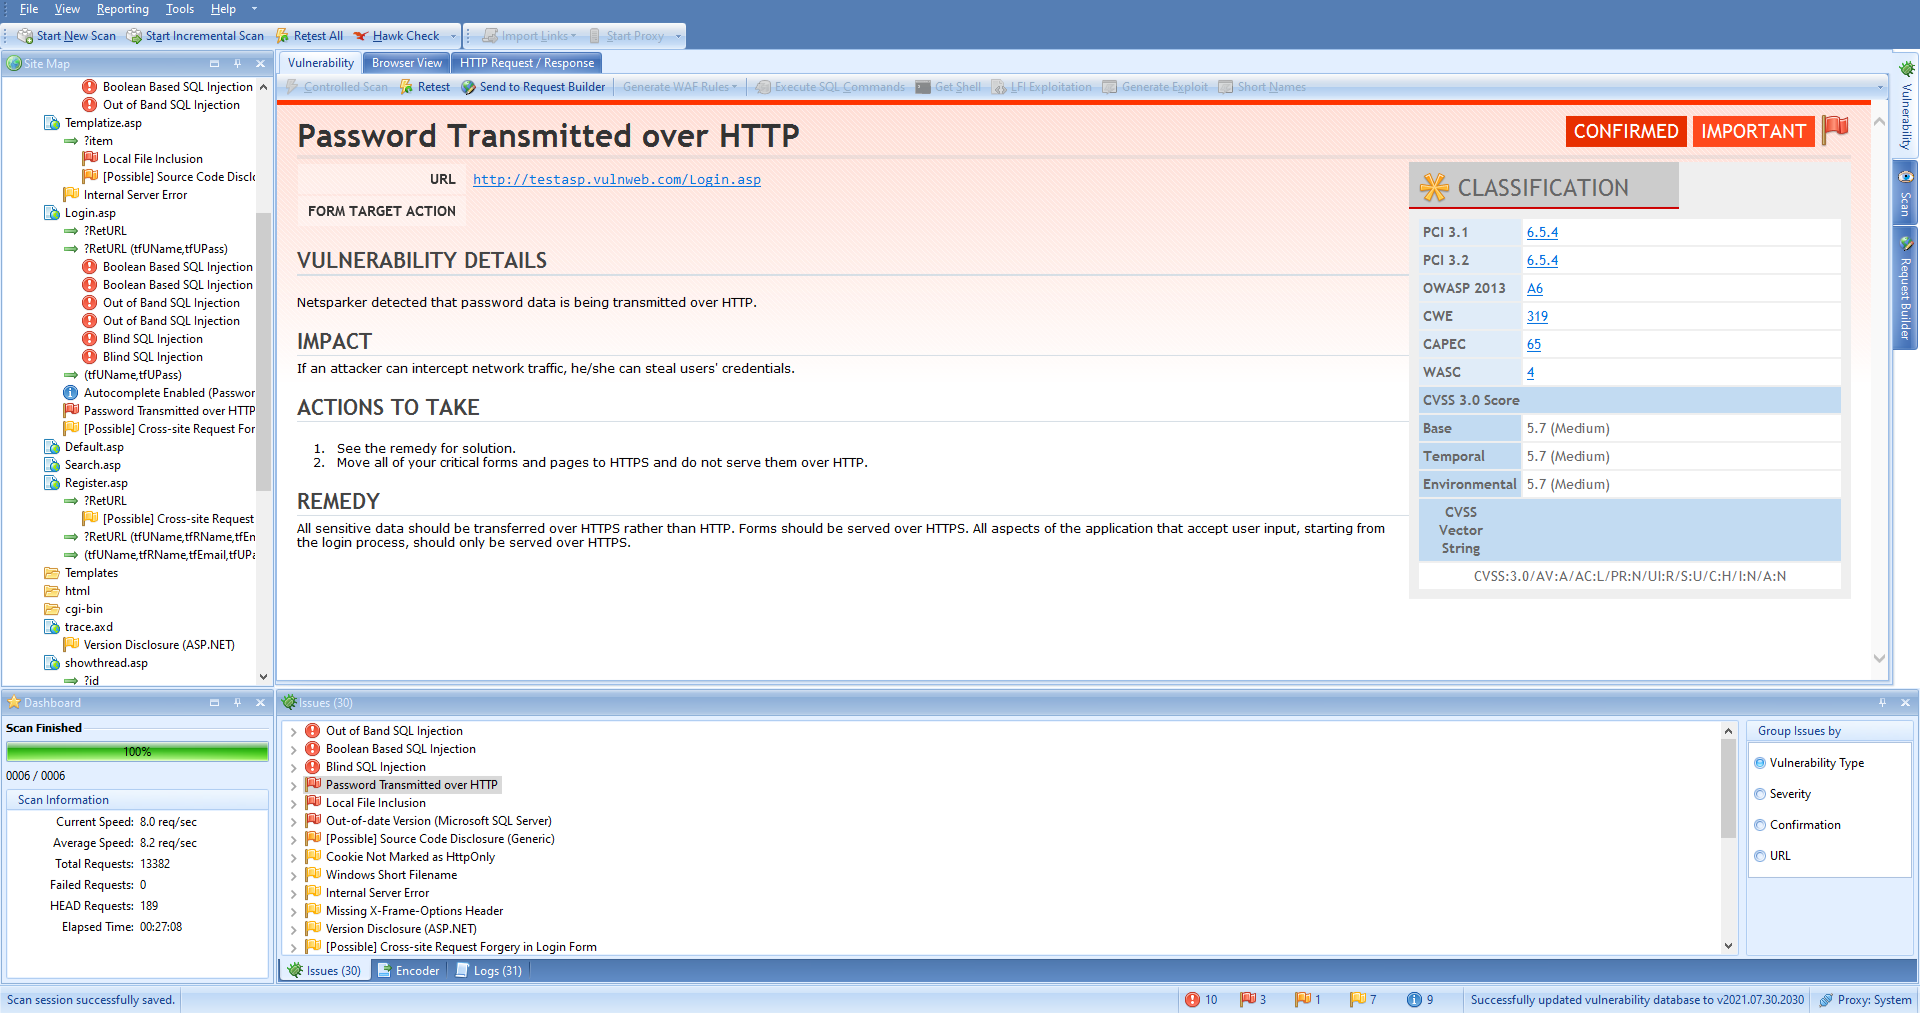 File View Reporting Tools Help
Start New Scan Start Incremental Scan Retest All Hawk Check Import Links Start Proxy
Site Map
Boolean Based SQL Injection
Out of Band SQL Injection
Templatize.asp
?item
Local File Inclusion
[Possible] Source Code Disclo
Internal Server Error
Login.asp
?RetURL
?RetURL (tfUName,tfUPass)
Boolean Based SQL Injection
Boolean Based SQL Injection
Out of Band SQL Injection
Out of Band SQL Injection
Blind SQL Injection
Blind SQL Injection
(tfUName,tfUPass)
Autocomplete Enabled (Passwor
Password Transmitted over HTTP
[Possible] Cross-site Request For
Default.asp
Search.asp
Register.asp
?RetURL
[Possible] Cross-site Request
?RetURL (tfUName,tfRName,tfEn
(tfUName,tfRName,tfEmail,tfUPa
Templates
html
cgi-bin
trace.axd
Version Disclosure (ASP.NET)
showthread.asp
?id
Vulnerability Browser View HTTP Request / Response
Controlled Scan Retest Send to Request Builder Generate WAF Rules Execute SQL Commands Get Shell LFI Exploitation Generate Exploit Short Names
Password Transmitted over HTTP
CONFIRMED IMPORTANT
URL http://testasp.vulnweb.com/Login.asp
FORM TARGET ACTION
VULNERABILITY DETAILS
Netsparker detected that password data is being transmitted over HTTP.
IMPACT
If an attacker can intercept network traffic, he/she can steal users' credentials.
ACTIONS TO TAKE
1. See the remedy for solution.
2. Move all of your critical forms and pages to HTTPS and do not serve them over HTTP.
REMEDY
All sensitive data should be transferred over HTTPS rather than HTTP. Forms should be served over HTTPS. All aspects of the application that accept user input, starting from
the login process, should only be served over HTTPS.
CLASSIFICATION
PCI 3.1 6.5.4
PCI 3.2 6.5.4
OWASP 2013 A6
CWE 319
CAPEC 65
WASC 4
CVSS 3.0 Score
Base 5.7 (Medium)
Temporal 5.7 (Medium)
Environmental 5.7 (Medium)
CVSS
Vector
String
CVSS:3.0/AV:A/AC:L/PR:N/UI:R/S:U/C:H/I:N/A:N
Vulnerability
Scan
Request Builder
Dashboard
Scan Finished
100%
0006 / 0006
Scan Information
Current Speed: 8.0 req/sec
Average Speed: 8.2 req/sec
Total Requests: 13382
Failed Requests: 0
HEAD Requests: 189
Elapsed Time: 00:27:08
Issues (30)
Out of Band SQL Injection
Boolean Based SQL Injection
Blind SQL Injection
Password Transmitted over HTTP
Local File Inclusion
Out-of-date Version (Microsoft SQL Server)
[Possible] Source Code Disclosure (Generic)
Cookie Not Marked as HttpOnly
Windows Short Filename
Internal Server Error
Missing X-Frame-Options Header
Version Disclosure (ASP.NET)
[Possible] Cross-site Request Forgery in Login Form
Group Issues by
Vulnerability Type
Severity
Confirmation
URL
Issues (30) Encoder Logs (31)
Scan session successfully saved. 10 3 1 7 9 Successfully updated vulnerability database to v2021.07.30.2030 Proxy: System